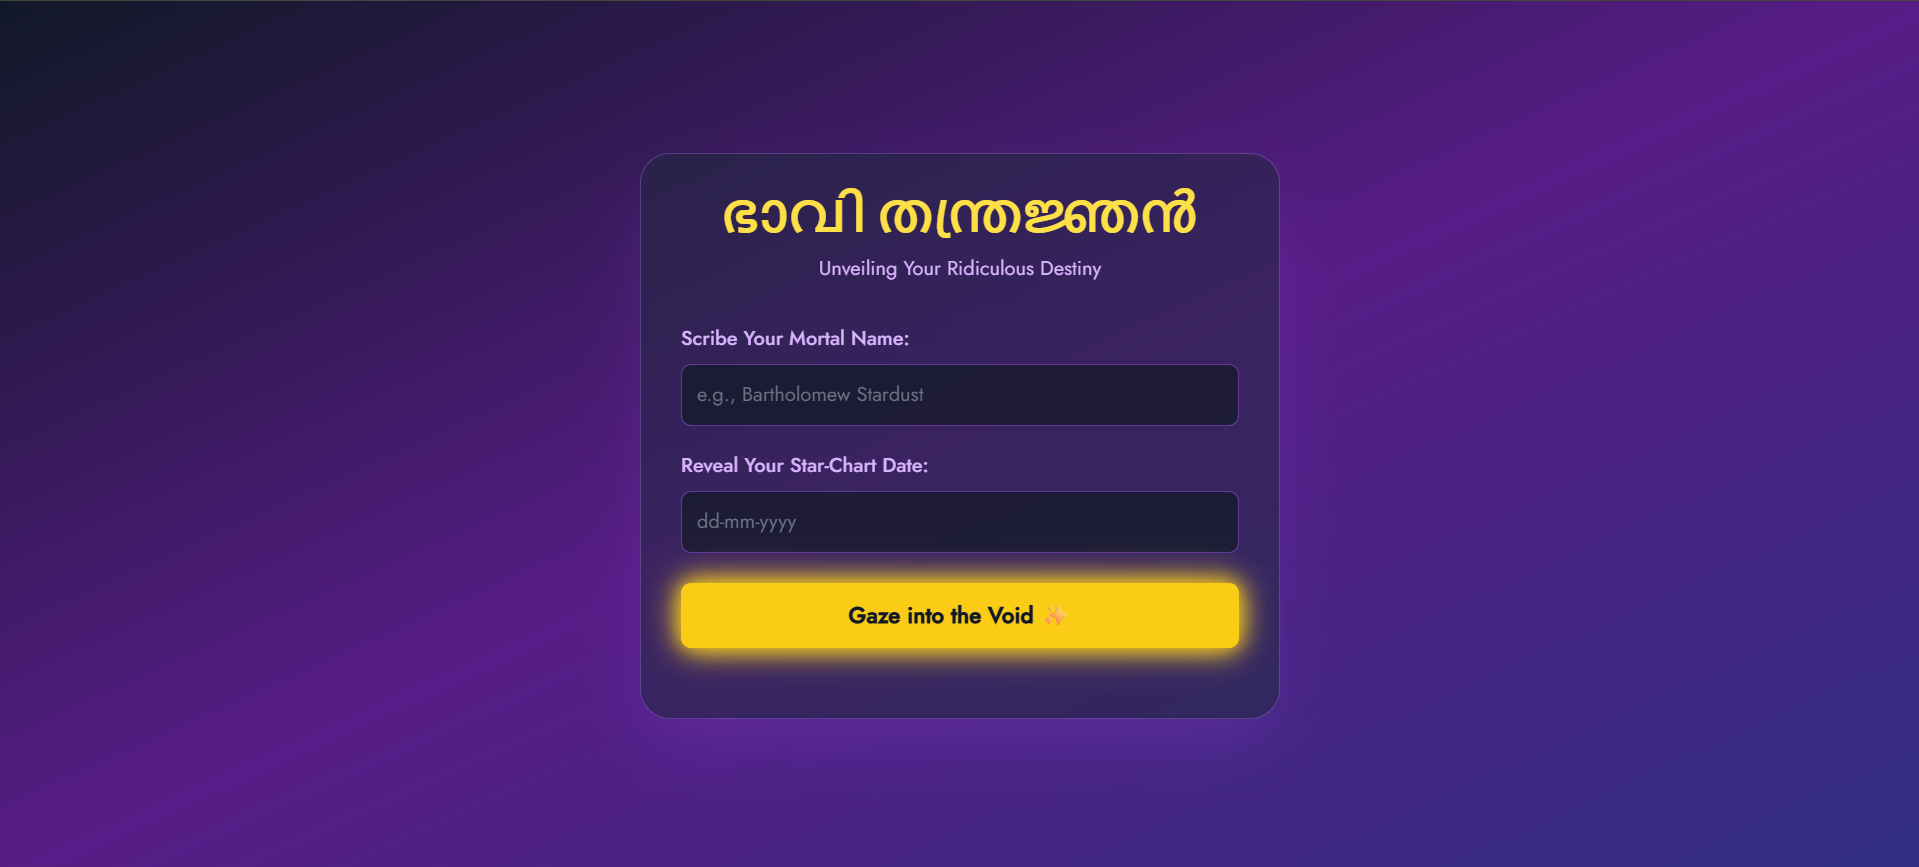 ഭാവി തന്ത്രജ്ഞൻ
Unveiling Your Ridiculous Destiny
Scribe Your Mortal Name:
e.g., Bartholomew Stardust
Reveal Your Star-Chart Date:
dd-mm-yyyy
Gaze into the Void ✨